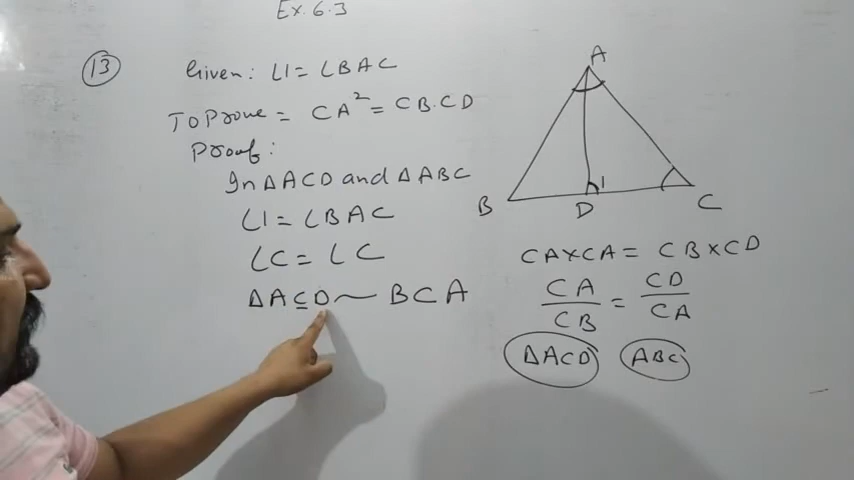 Ex. 6.3
13
Given: ∠1 = ∠BAC
To Prove = CA² = CB.CD
Proof:
In ΔACD and ΔABC
∠1 = ∠BAC
∠C = ∠C
ΔACD ~ BCA
A
1
B
D
C
CA×CA = CB×CD
CA/CB = CD/CA
ΔACD ABC